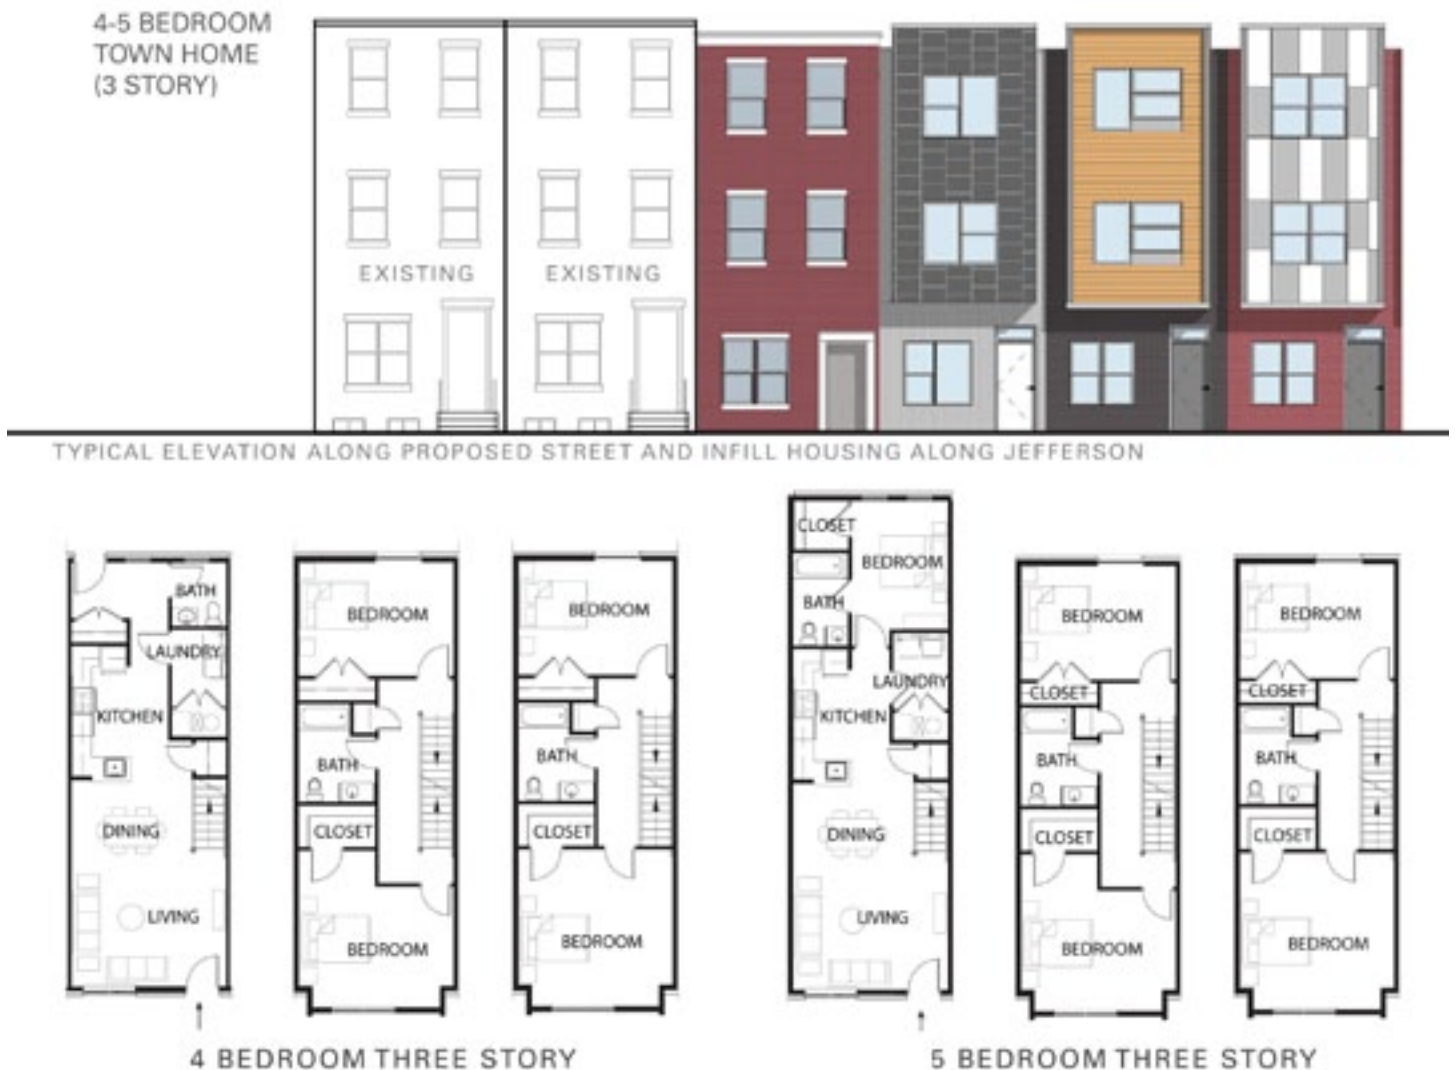 4-5 BEDROOM
TOWN HOME
(3 STORY)
EXISTING
EXISTING
TYPICAL ELEVATION ALONG PROPOSED STREET AND INFILL HOUSING ALONG JEFFERSON
BATH
LAUNDRY
KITCHEN
DINING
LIVING
BEDROOM
BATH
CLOSET
BEDROOM
BEDROOM
BATH
CLOSET
BEDROOM
4 BEDROOM THREE STORY
CLOSET
BEDROOM
BATH
LAUNDRY
KITCHEN
DINING
LIVING
BEDROOM
CLOSET
BATH
CLOSET
BEDROOM
BEDROOM
CLOSET
BATH
CLOSET
BEDROOM
5 BEDROOM THREE STORY